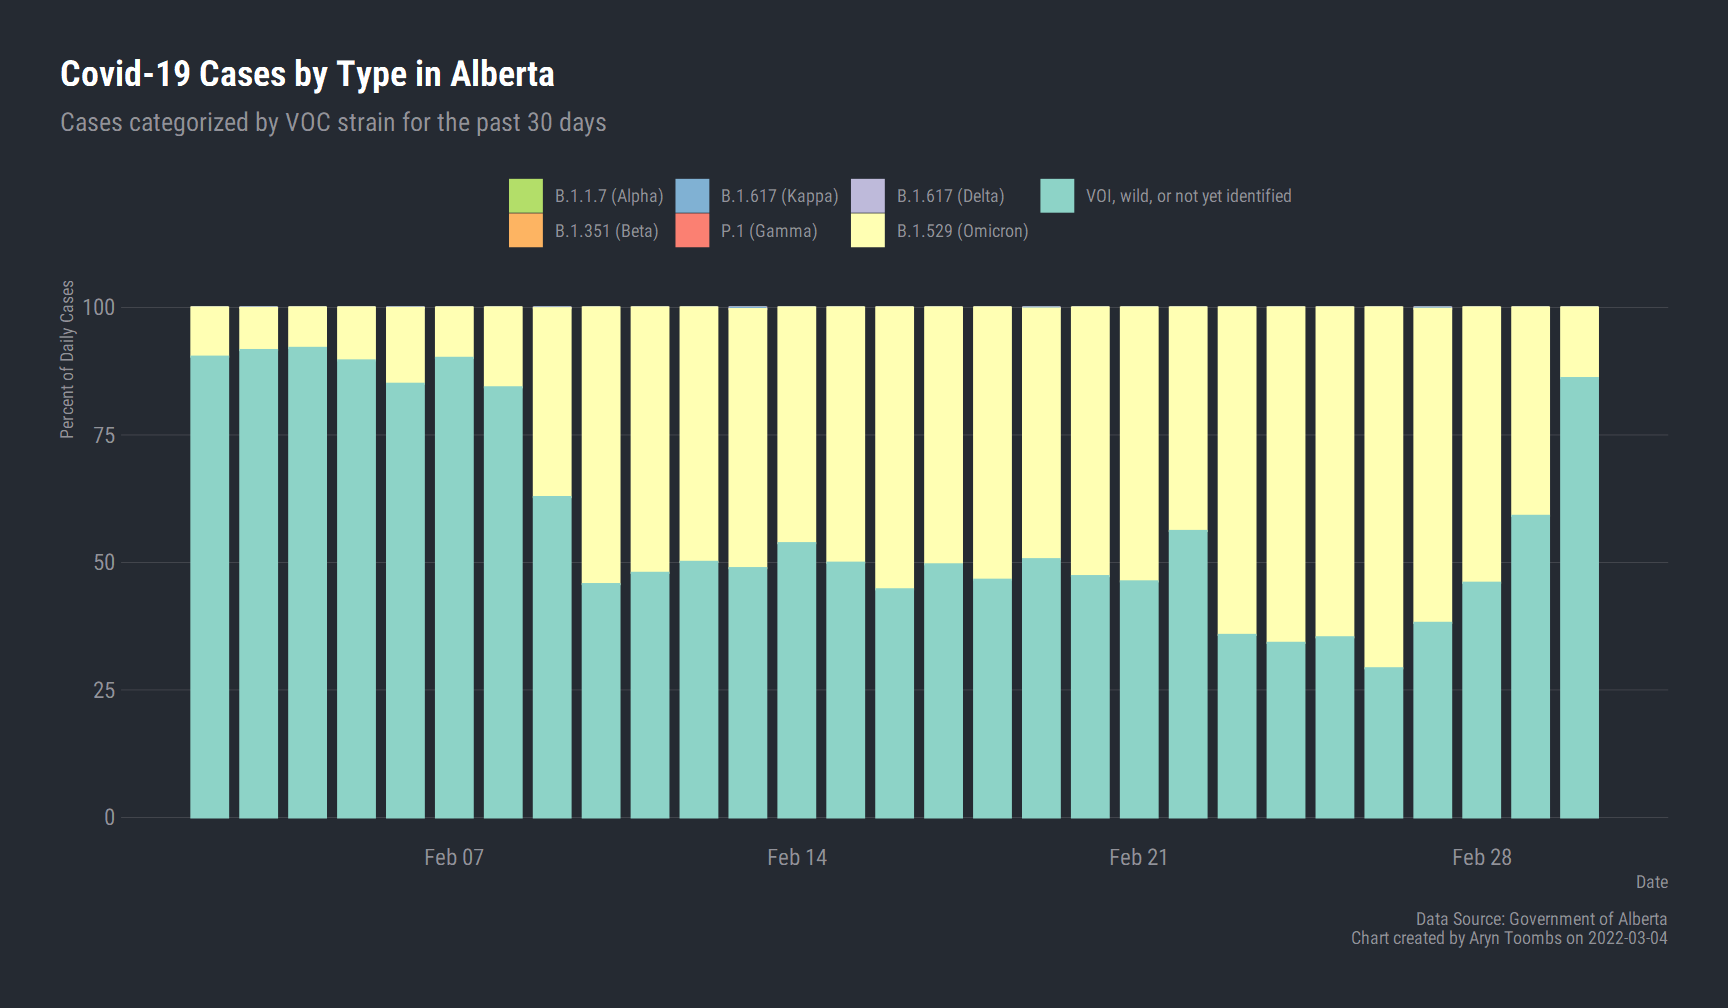 Covid-19 Cases by Type in Alberta
Cases categorized by VOC strain for the past 30 days
B.1.1.7 (Alpha)
B.1.617 (Kappa)
B.1.617 (Delta)
VOI, wild, or not yet identified
B.1.351 (Beta)
P.1 (Gamma)
B.1.529 (Omicron)
Percent of Daily Cases
100
75
50
25
0
Feb 07
Feb 14
Feb 21
Feb 28
Date
Data Source: Government of Alberta
Chart created by Aryn Toombs on 2022-03-04